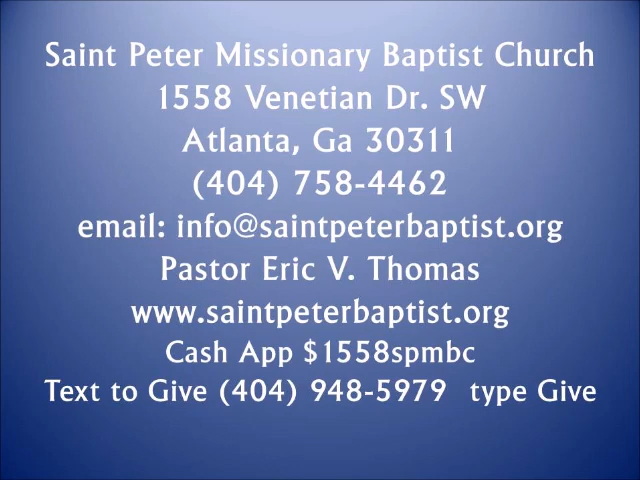 Saint Peter Missionary Baptist Church
1558 Venetian Dr. SW
Atlanta, Ga 30311
(404) 758-4462
email: info@saintpeterbaptist.org
Pastor Eric V. Thomas
www.saintpeterbaptist.org
Cash App $1558spmbc
Text to Give (404) 948-5979 type Give